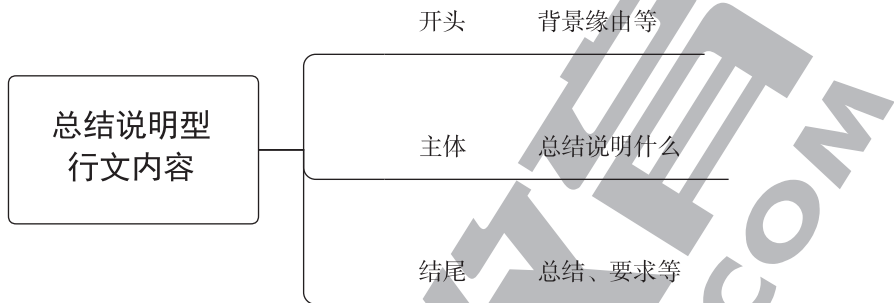 开头 背景缘由等
总结说明型
行文内容
主体 总结说明什么
结尾 总结、要求等